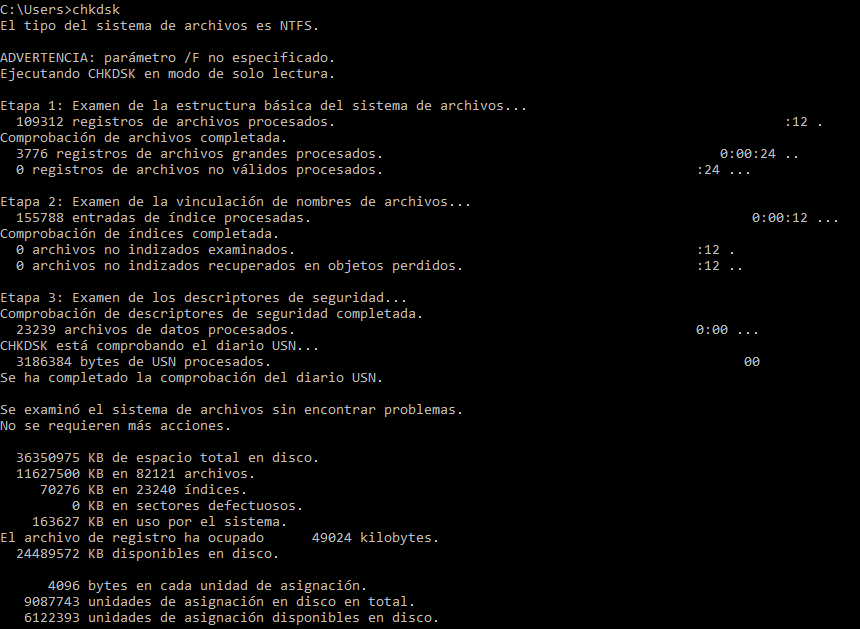 C:\Users>chkdsk
El tipo del sistema de archivos es NTFS.
ADVERTENCIA: parámetro /F no especificado.
Ejecutando CHKDSK en modo de solo lectura.
Etapa 1: Examen de la estructura básica del sistema de archivos...
109312 registros de archivos procesados. :12 .
Comprobación de archivos completada.
3776 registros de archivos grandes procesados. 0:00:24 ..
0 registros de archivos no válidos procesados. :24 ...
Etapa 2: Examen de la vinculación de nombres de archivos...
155788 entradas de índice procesadas. 0:00:12 ...
Comprobación de índices completada.
0 archivos no indizados examinados. :12 .
0 archivos no indizados recuperados en objetos perdidos. :12 ..
Etapa 3: Examen de los descriptores de seguridad...
Comprobación de descriptores de seguridad completada.
23239 archivos de datos procesados. 0:00 ...
CHKDSK está comprobando el diario USN...
3186384 bytes de USN procesados. 00
Se ha completado la comprobación del diario USN.
Se examinó el sistema de archivos sin encontrar problemas.
No se requieren más acciones.
36350975 KB de espacio total en disco.
11627500 KB en 82121 archivos.
70276 KB en 23240 índices.
0 KB en sectores defectuosos.
163627 KB en uso por el sistema.
El archivo de registro ha ocupado 49024 kilobytes.
24489572 KB disponibles en disco.
4096 bytes en cada unidad de asignación.
9087743 unidades de asignación en disco en total.
6122393 unidades de asignación disponibles en disco.